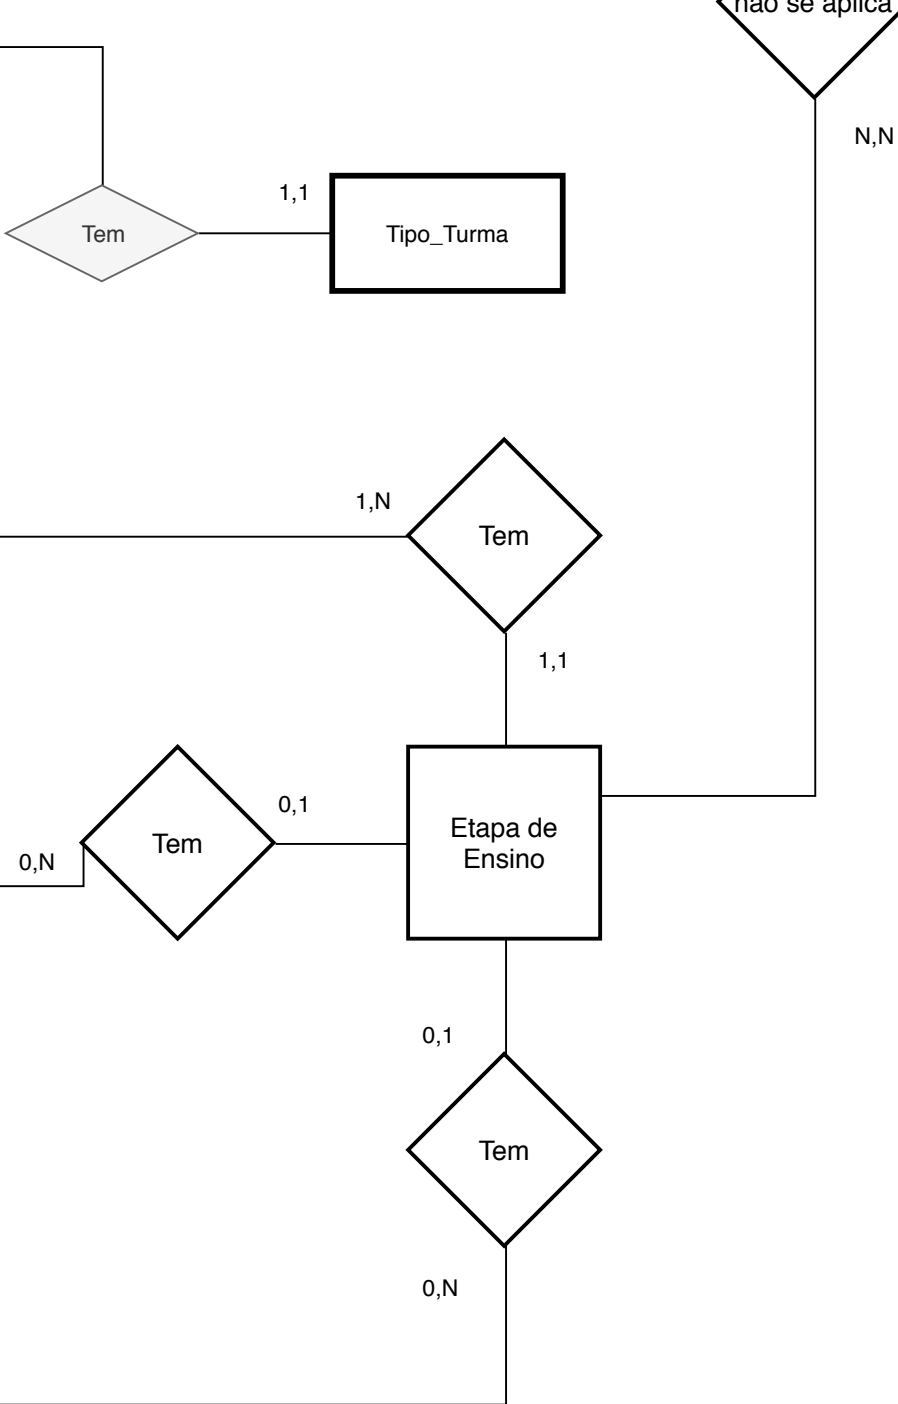 não se aplica
N,N
1,1
Tem
Tipo_Turma
1,N
Tem
1,1
0,1
Etapa de
Ensino
Tem
0,N
0,1
Tem
0,N